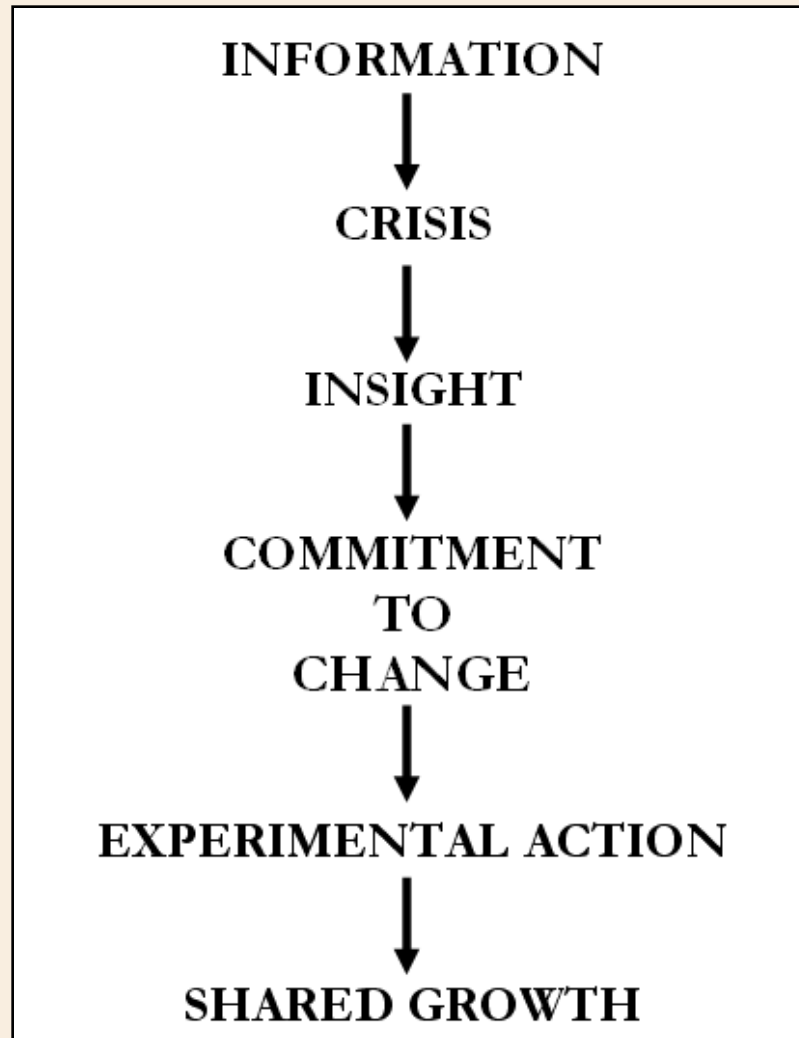 INFORMATION
CRISIS
INSIGHT
COMMITMENT
TO
CHANGE
EXPERIMENTAL ACTION
SHARED GROWTH